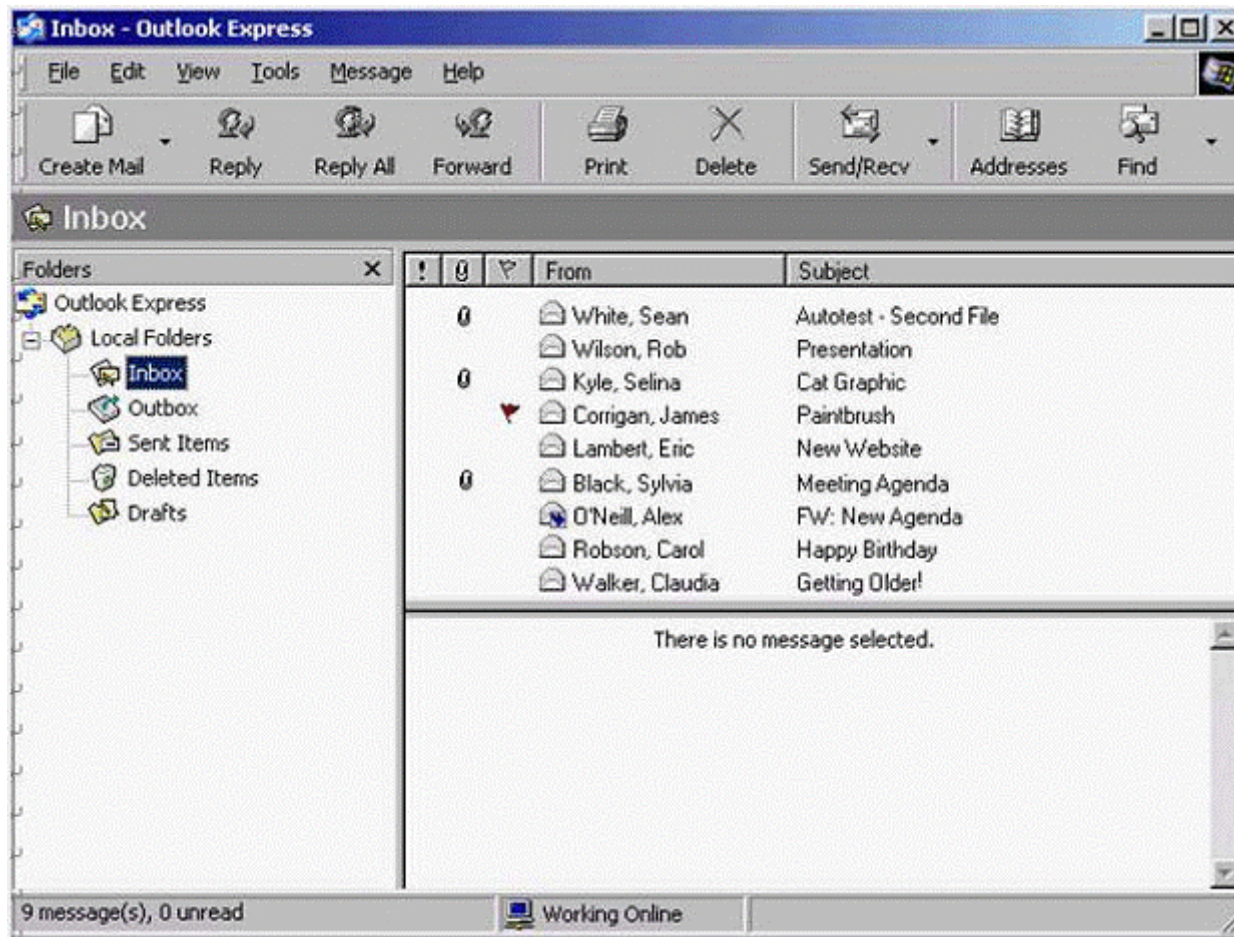 Inbox - Outlook Express
File Edit View Tools Message Help
Create Mail Reply Reply All Forward Print Delete Send/Recv Addresses Find
Inbox
Folders
Outlook Express
Local Folders
Inbox
Outbox
Sent Items
Deleted Items
Drafts
! From Subject
White, Sean Autotest - Second File
Wilson, Rob Presentation
Kyle, Selina Cat Graphic
Corrigan, James Paintbrush
Lambert, Eric New Website
Black, Sylvia Meeting Agenda
O'Neill, Alex FW: New Agenda
Robson, Carol Happy Birthday
Walker, Claudia Getting Older!
There is no message selected.
9 message(s), 0 unread Working Online